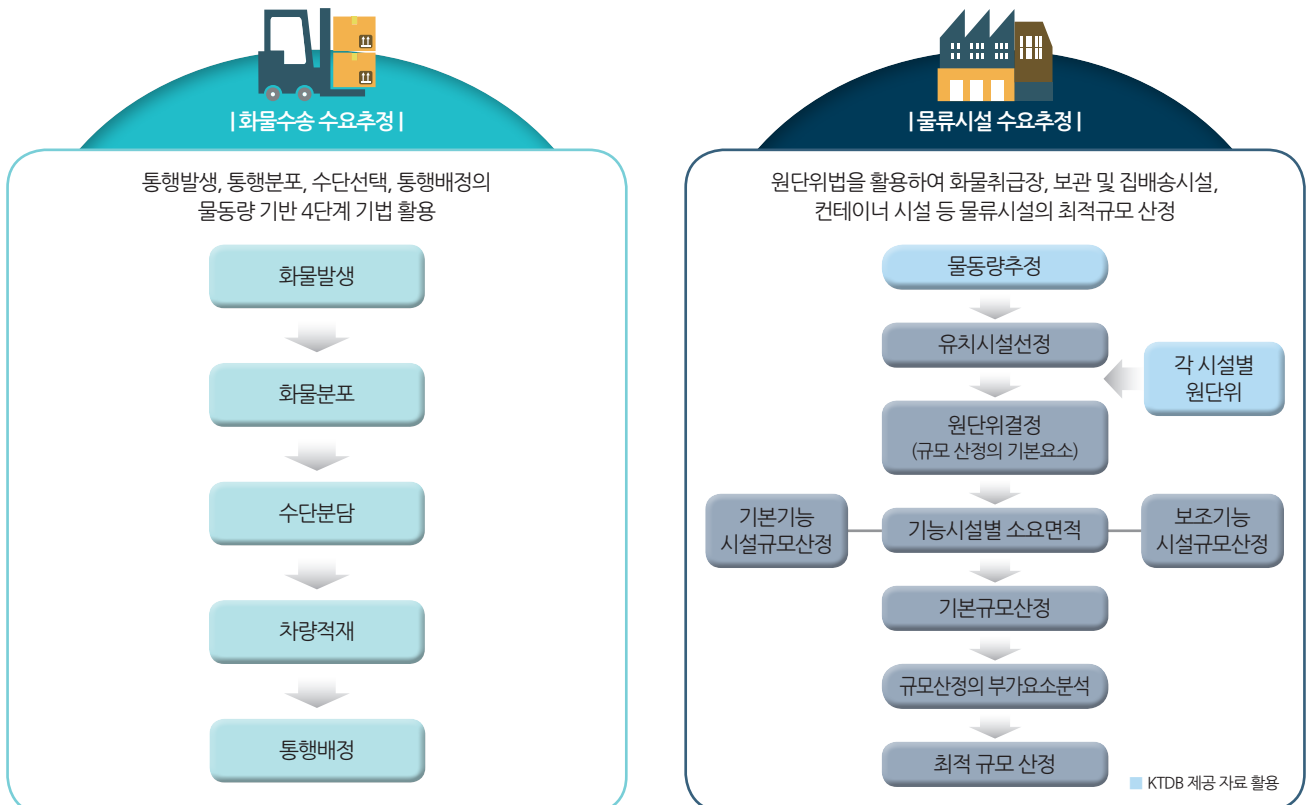 |화물수송 수요추정|
통행발생, 통행분포, 수단선택, 통행배정의
물동량 기반 4단계 기법 활용
화물발생
화물분포
수단분담
차량적재
통행배정
|물류시설 수요추정|
원단위법을 활용하여 화물취급장, 보관 및 집배송시설,
컨테이너 시설 등 물류시설의 최적규모 산정
물동량추정
유치시설선정
각 시설별
원단위
원단위결정
(규모 산정의 기본요소)
기본기능
시설규모산정
기능시설별 소요면적
보조기능
시설규모산정
기본규모산정
규모산정의 부가요소분석
최적 규모 산정
KTDB 제공 자료 활용